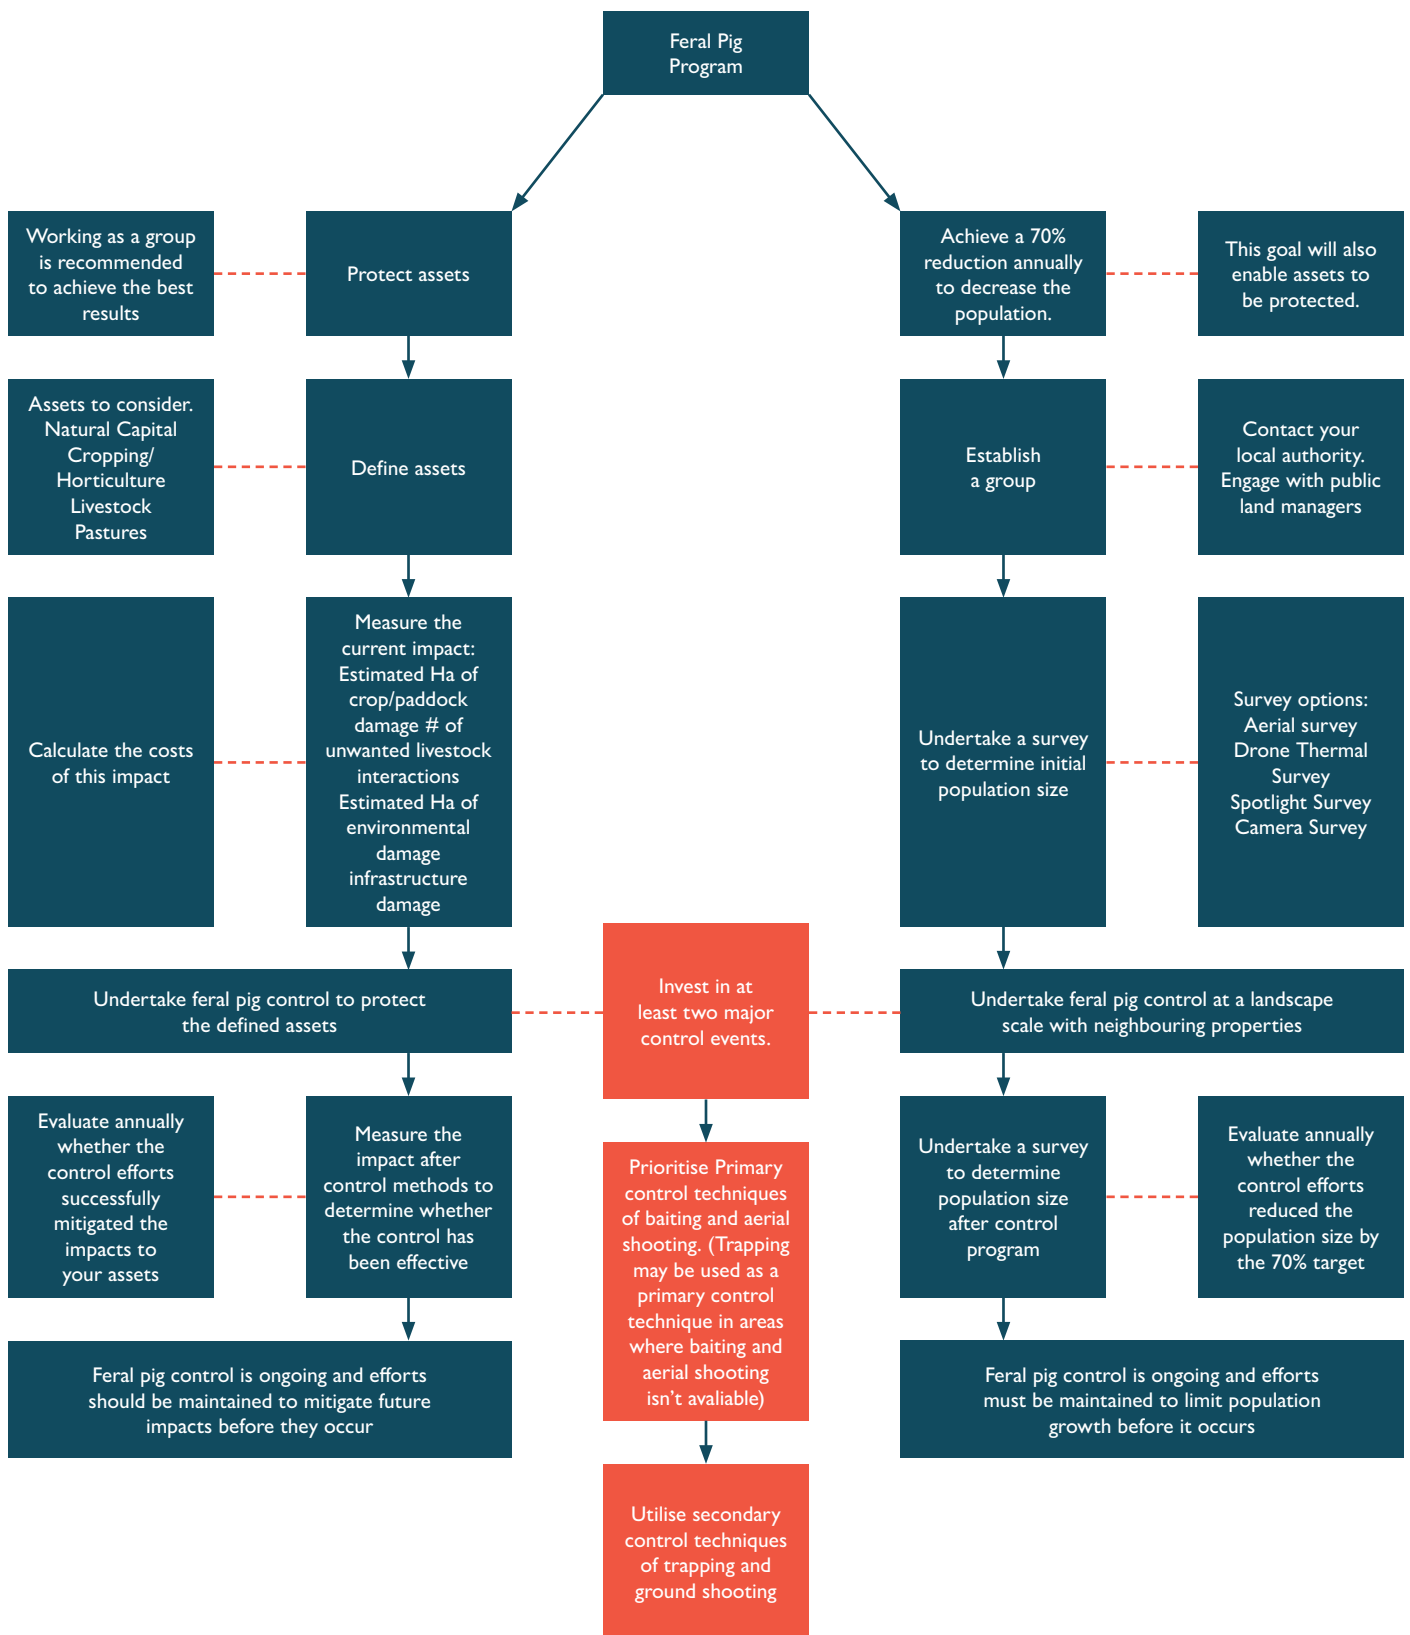 Feral Pig
Program
Working as a group
is recommended
to achieve the best
results
Protect assets
Achieve a 70%
reduction annually
to decrease the
population.
This goal will also
enable assets to
be protected.
Assets to consider.
Natural Capital
Cropping/
Horticulture
Livestock
Pastures
Define assets
Establish
a group
Contact your
local authority.
Engage with public
land managers
Calculate the costs
of this impact
Measure the
current impact:
Estimated Ha of
crop/paddock
damage # of
unwanted livestock
interactions
Estimated Ha of
environmental
damage
infrastructure
damage
Undertake a survey
to determine initial
population size
Survey options:
Aerial survey
Drone Thermal
Survey
Spotlight Survey
Camera Survey
Undertake feral pig control to protect
the defined assets
Invest in at
least two major
control events.
Undertake feral pig control at a landscape
scale with neighbouring properties
Evaluate annually
whether the
control efforts
successfully
mitigated the
impacts to
your assets
Measure the
impact after
control methods to
determine whether
the control has
been effective
Prioritise Primary
control techniques
of baiting and aerial
shooting. (Trapping
may be used as a
primary control
technique in areas
where baiting and
aerial shooting
isn't avaliable)
Undertake a survey
to determine
population size
after control
program
Evaluate annually
whether the
control efforts
reduced the
population size by
the 70% target
Feral pig control is ongoing and efforts
should be maintained to mitigate future
impacts before they occur
Feral pig control is ongoing and efforts
must be maintained to limit population
growth before it occurs
Utilise secondary
control techniques
of trapping and
ground shooting